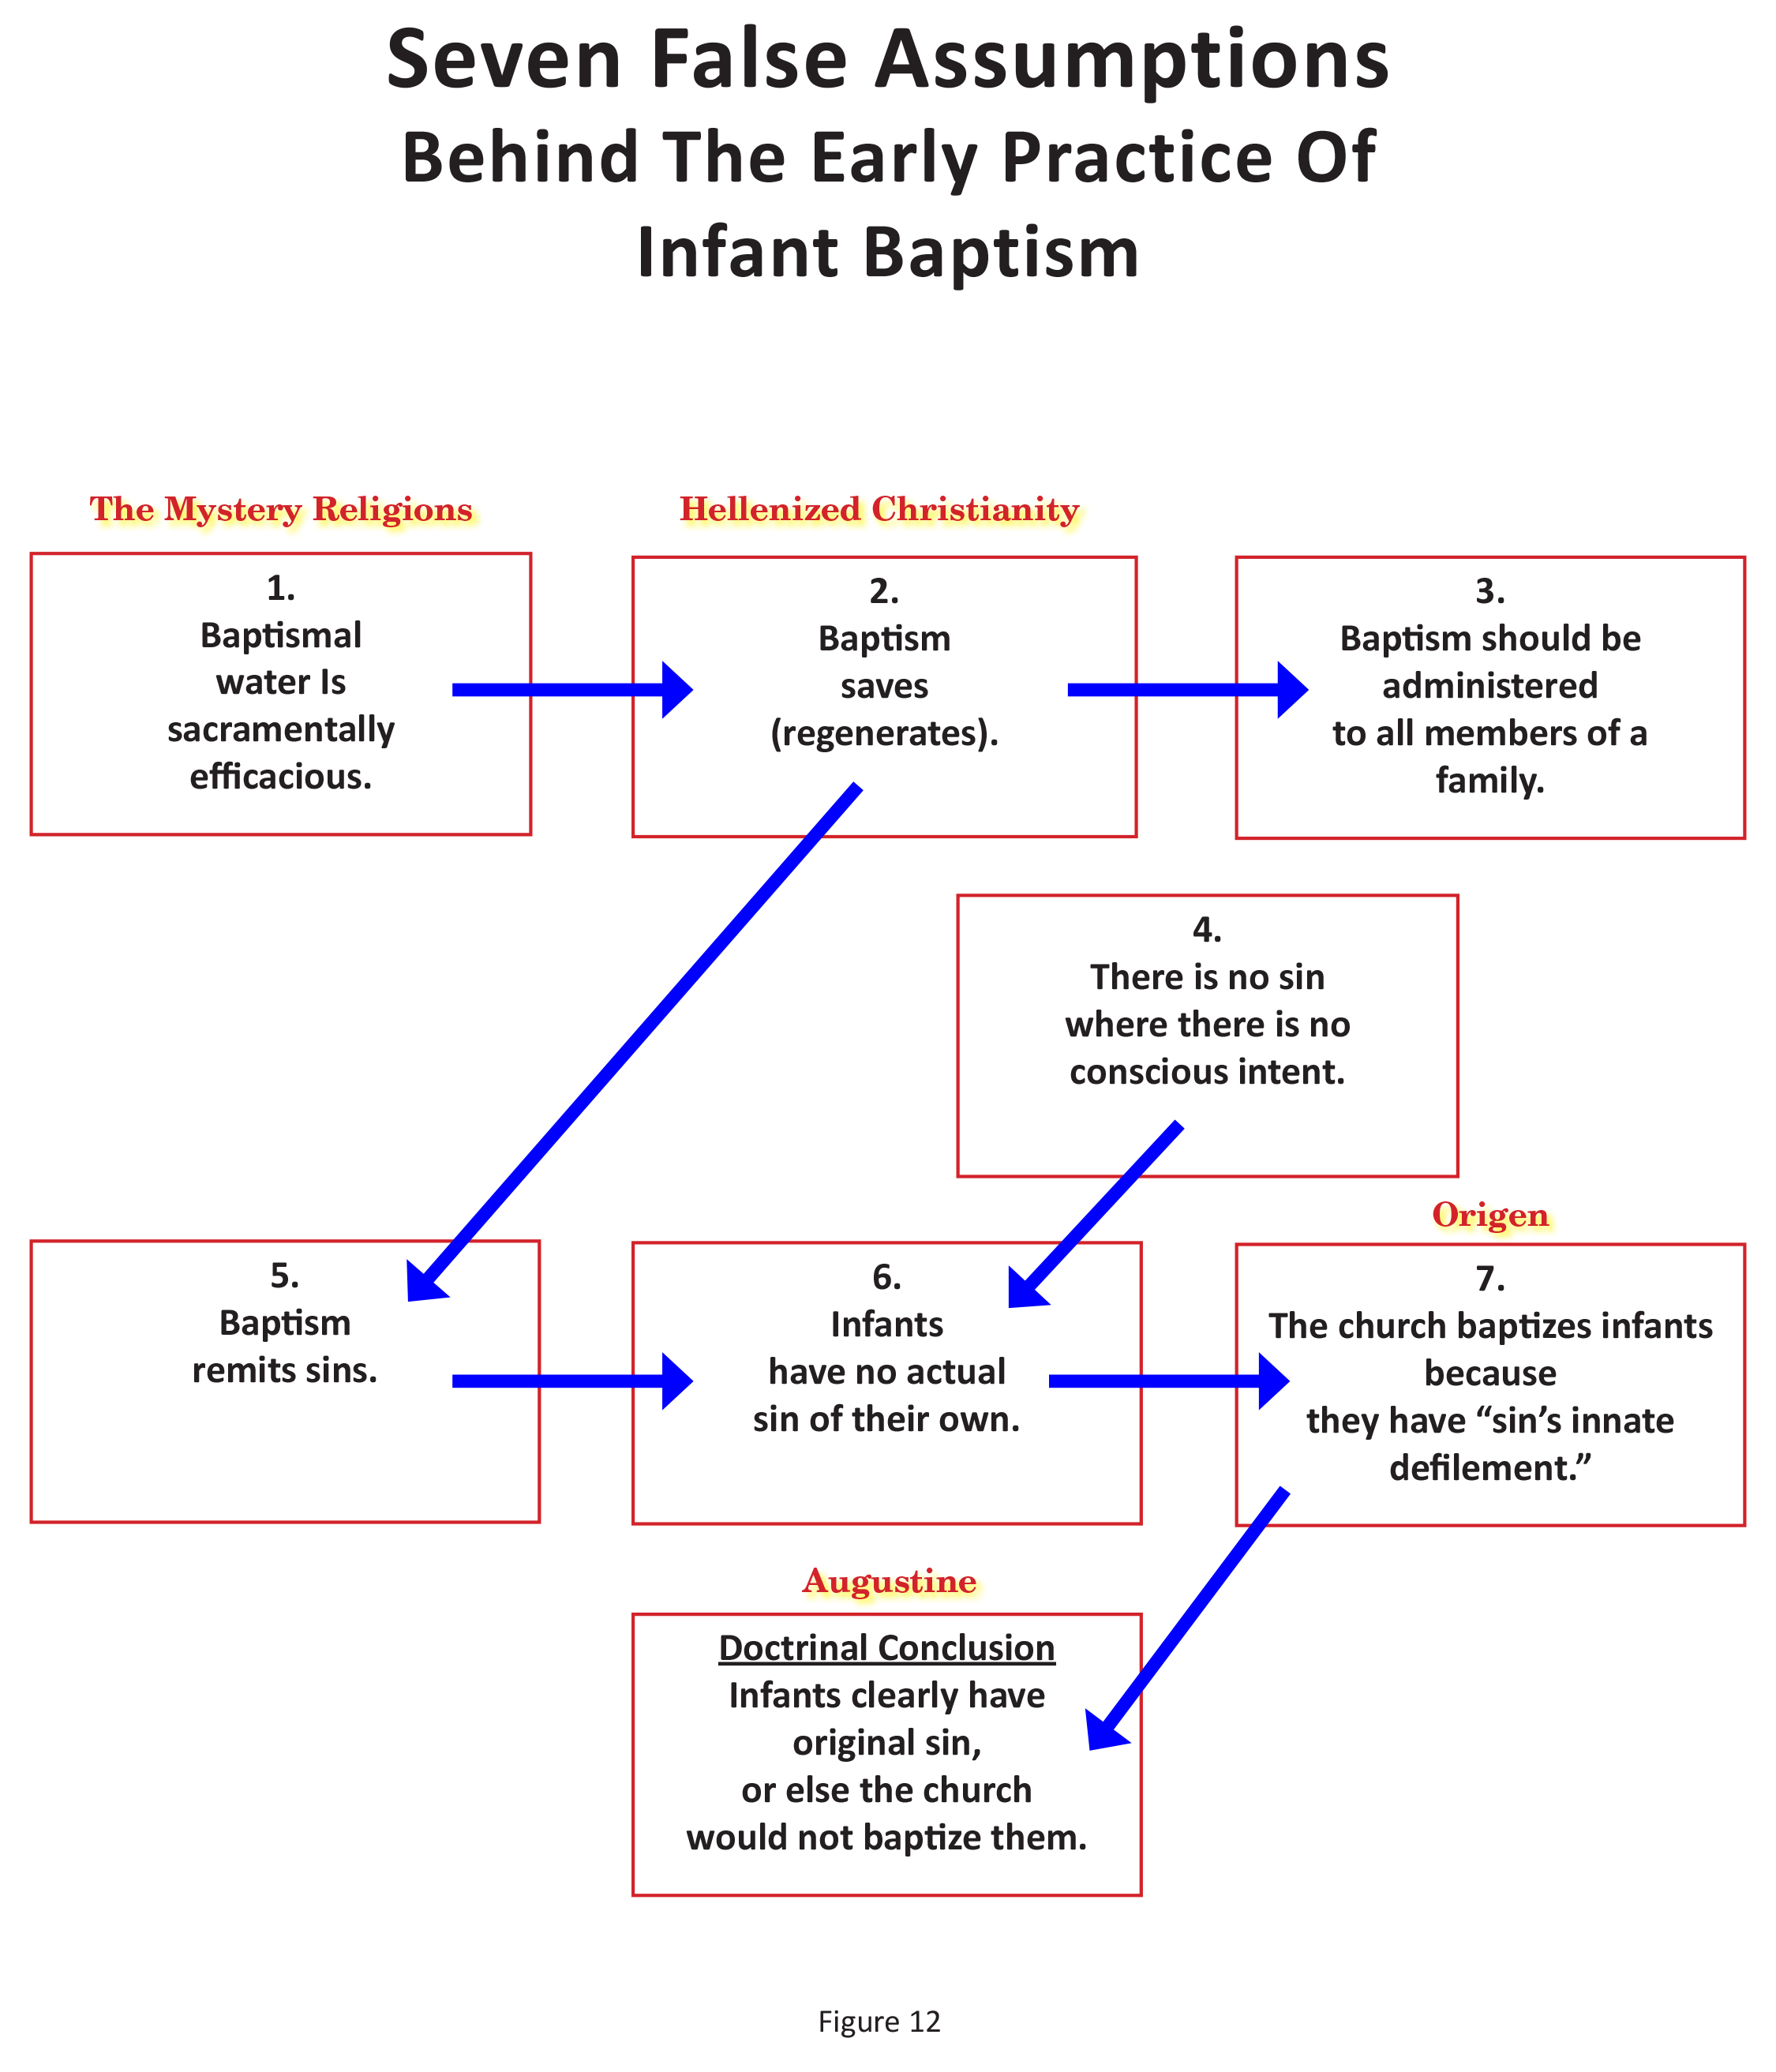 Seven False Assumptions
Behind The Early Practice Of
Infant Baptism
The Mystery Religions
1.
Baptismal
water Is
sacramentally
efficacious.
Hellenized Christianity
2.
Baptism
saves
(regenerates).
3.
Baptism should be
administered
to all members of a
family.
4.
There is no sin
where there is no
conscious intent.
5.
Baptism
remits sins.
6.
Infants
have no actual
sin of their own.
Origen
7.
The church baptizes infants
because
they have “sin’s innate
defilement.”
Augustine
Doctrinal Conclusion
Infants clearly have
original sin,
or else the church
would not baptize them.
Figure 12